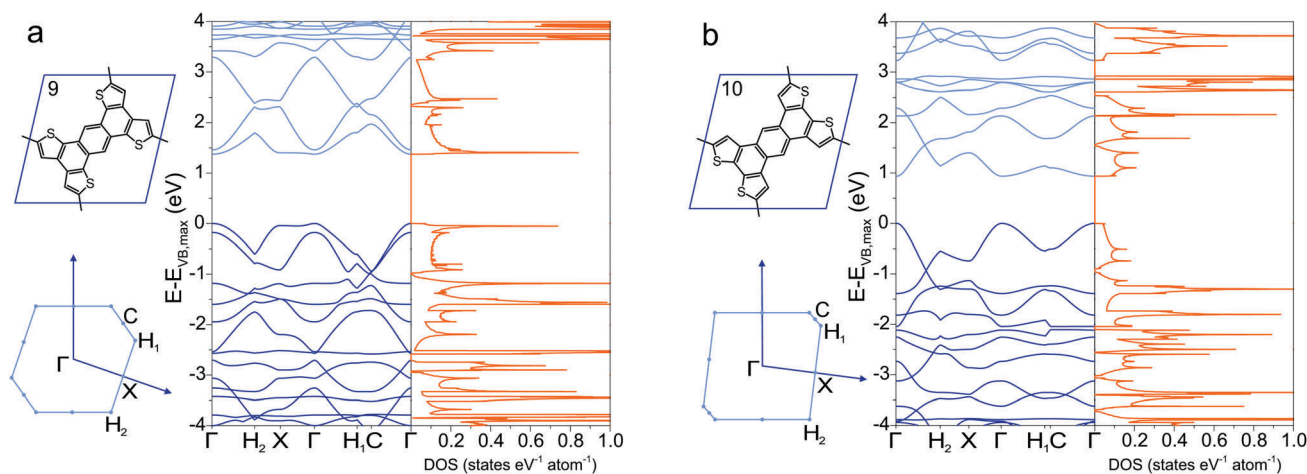 a
9
S
S
S
S
E-E_VB,max (eV)
4
3
2
1
0
-1
-2
-3
-4
Γ H₂ X Γ H₁ C Γ
0.2 0.4 0.6 0.8 1.0
DOS (states eV⁻¹ atom⁻¹)
C
H₁
Γ
X
H₂
b
10
S
S
S
S
E-E_VB,max (eV)
4
3
2
1
0
-1
-2
-3
-4
Γ H₂ X Γ H₁ C Γ
0.2 0.4 0.6 0.8 1.0
DOS (states eV⁻¹ atom⁻¹)
C
H₁
Γ
X
H₂